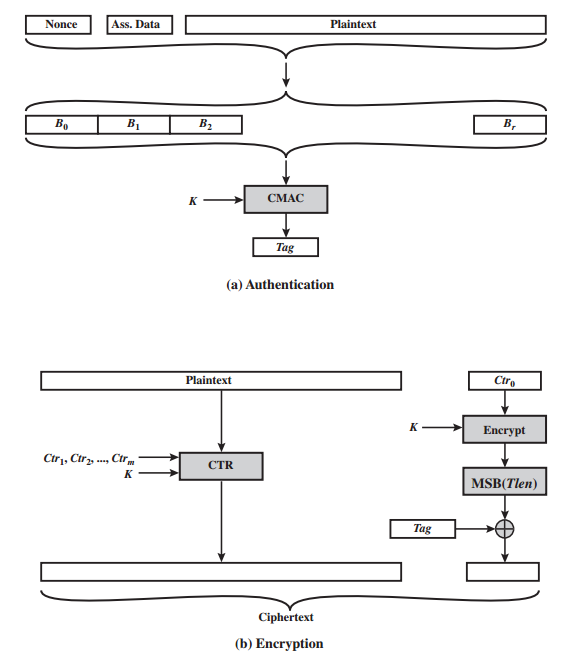 Nonce Ass. Data Plaintext
B0 B1 B2 Br
K CMAC
Tag
(a) Authentication
Plaintext Ctr0
K Encrypt
Ctr1, Ctr2, ..., Ctrm CTR
K
MSB(Tlen)
Tag
Ciphertext
(b) Encryption